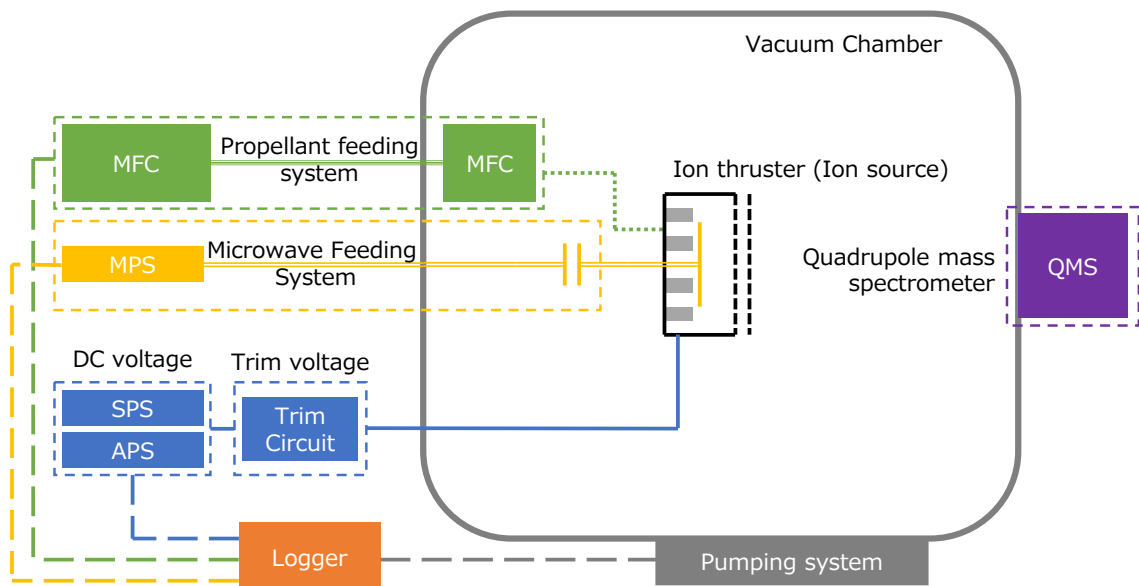 Vacuum Chamber
MFC
Propellant feeding
system
MFC
Ion thruster (Ion source)
MPS
Microwave Feeding
System
Quadrupole mass
spectrometer
QMS
DC voltage
Trim voltage
SPS
APS
Trim
Circuit
Logger
Pumping system